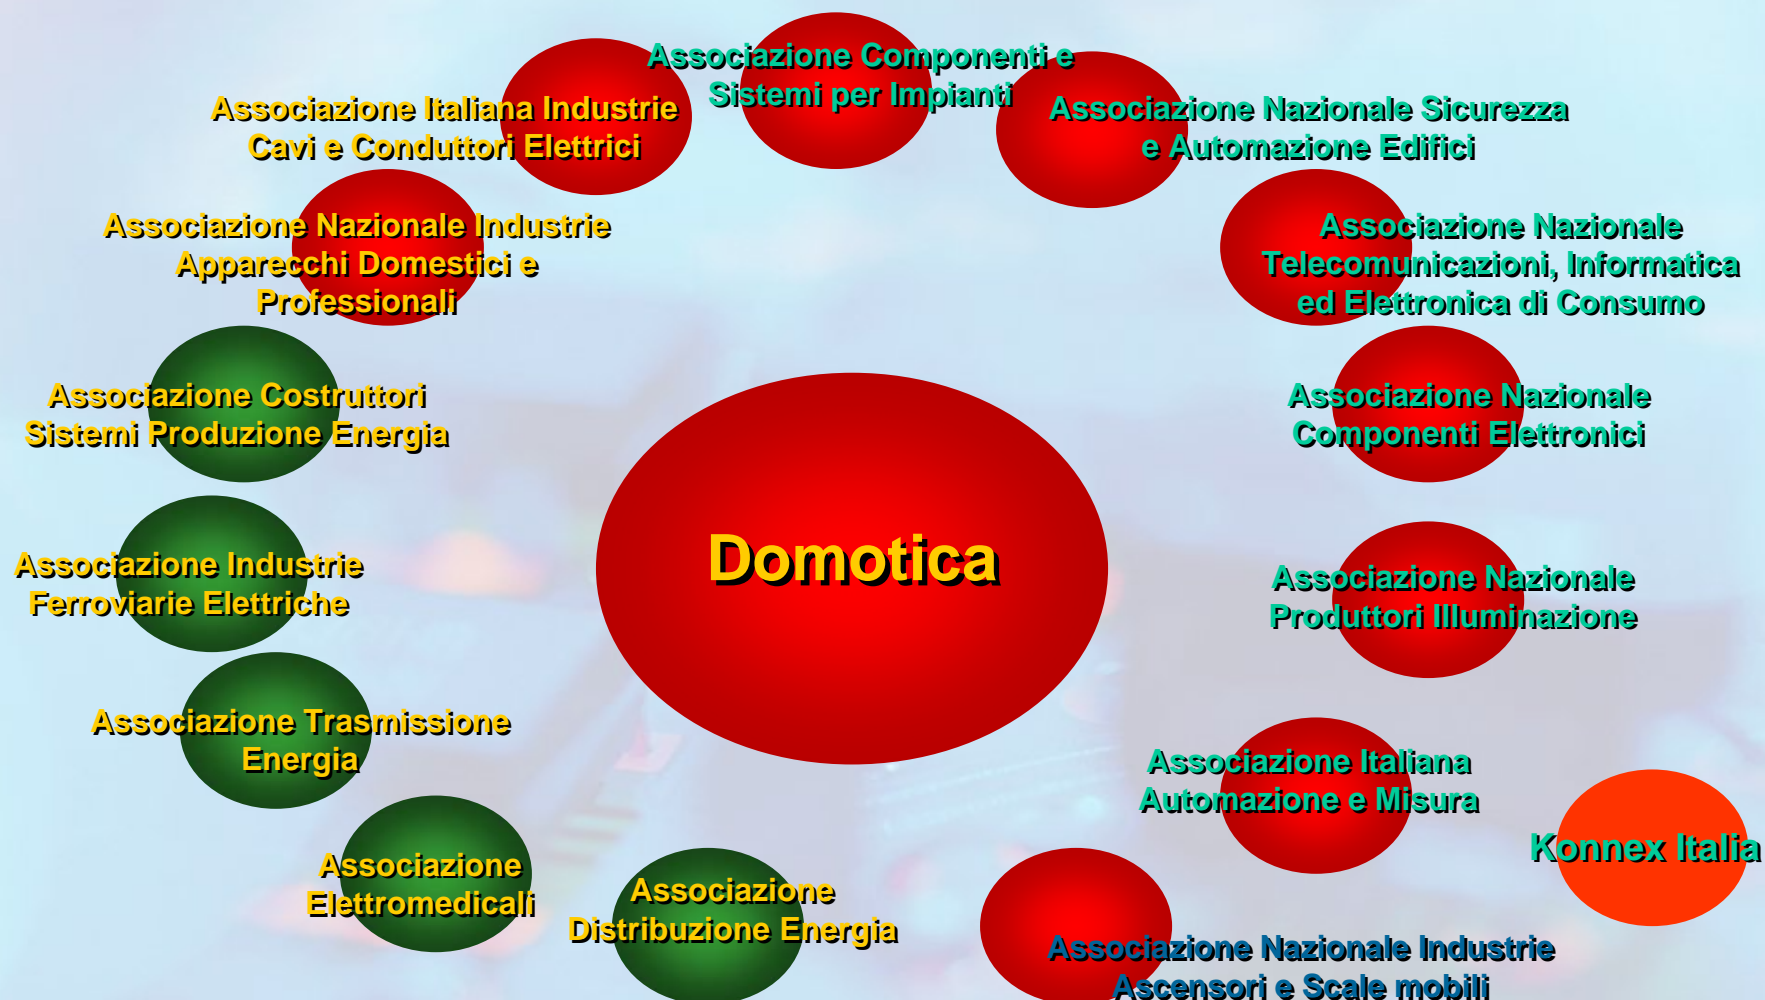 Associazione Componenti e
Sistemi per Impianti
Associazione Italiana Industrie
Cavi e Conduttori Elettrici
Associazione Nazionale Sicurezza
e Automazione Edifici
Associazione Nazionale Industrie
Apparecchi Domestici e
Professionali
Associazione Nazionale
Telecomunicazioni, Informatica
ed Elettronica di Consumo
Associazione Costruttori
Sistemi Produzione Energia
Associazione Nazionale
Componenti Elettronici
Domotica
Associazione Industrie
Ferroviarie Elettriche
Associazione Nazionale
Produttori Illuminazione
Associazione Trasmissione
Energia
Associazione Italiana
Automazione e Misura
Konnex Italia
Associazione
Elettromedicali
Associazione
Distribuzione Energia
Associazione Nazionale Industrie
Ascensori e Scale mobili